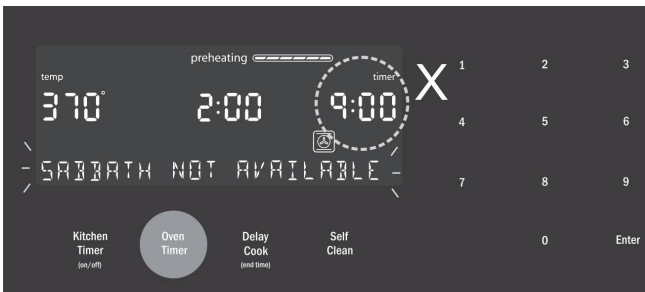 preheating
temp
timer
370°
2:00
9:00
X
SABBATH NOT AVAILABLE
Kitchen
Timer
(on/off)
Oven
Timer
Delay
Cook
(end time)
Self
Clean
1 2 3
4 5 6
7 8 9
0 Enter